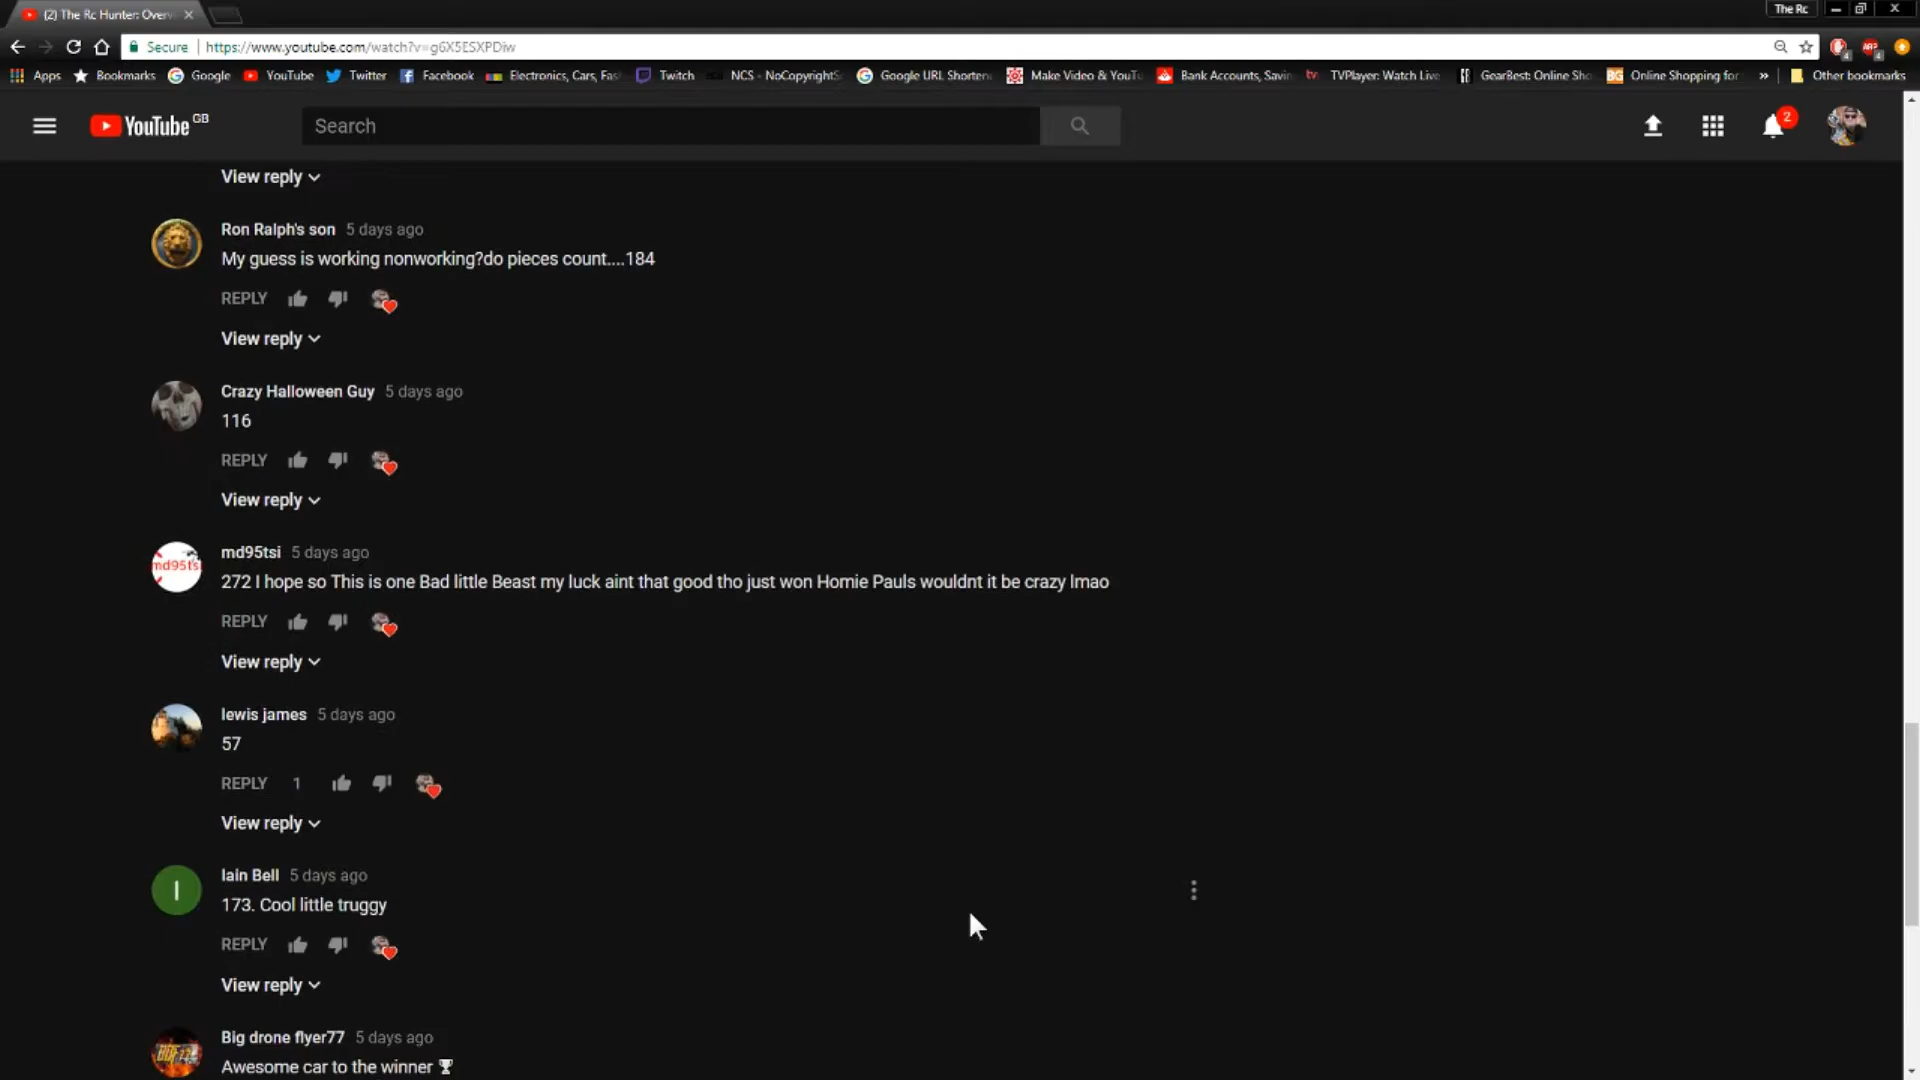 (2) The Rc Hunter: Overv
The Rc
Secure https://www.youtube.com/watch?v=g6X5ESXPDiw
Apps Bookmarks Google YouTube Twitter Facebook Electronics, Cars, Fas Twitch NCS - NoCopyrightS Google URL Shorten Make Video & YouTu Bank Accounts, Savin TVPlayer: Watch Live GearBest: Online Sho Online Shopping for » Other bookmarks
YouTube GB
Search
2
View reply
Ron Ralph's son 5 days ago
My guess is working nonworking?do pieces count....184
REPLY
View reply
Crazy Halloween Guy 5 days ago
116
REPLY
View reply
md95tsi
md95tsi 5 days ago
272 I hope so This is one Bad little Beast my luck aint that good tho just won Homie Pauls wouldnt it be crazy lmao
REPLY
View reply
lewis james 5 days ago
57
REPLY 1
View reply
I
Iain Bell 5 days ago
173. Cool little truggy
REPLY
View reply
Big drone flyer77 5 days ago
Awesome car to the winner 🏆